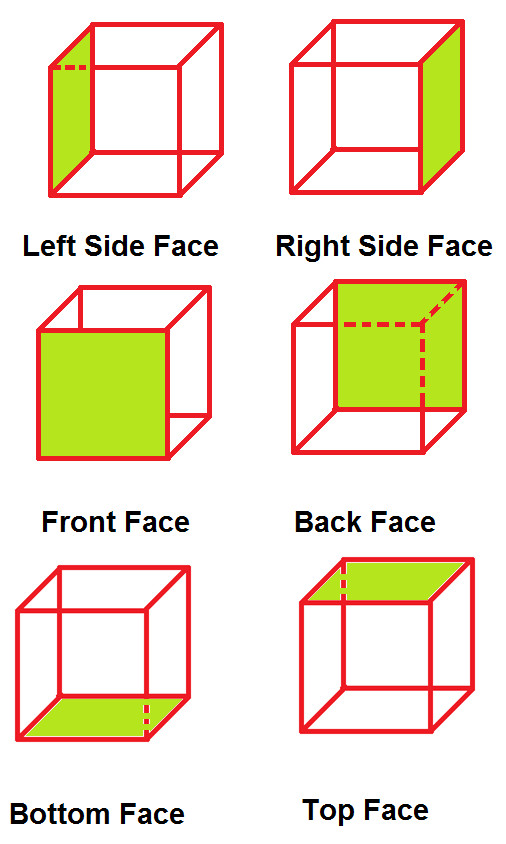 Left Side Face
Right Side Face
Front Face
Back Face
Bottom Face
Top Face